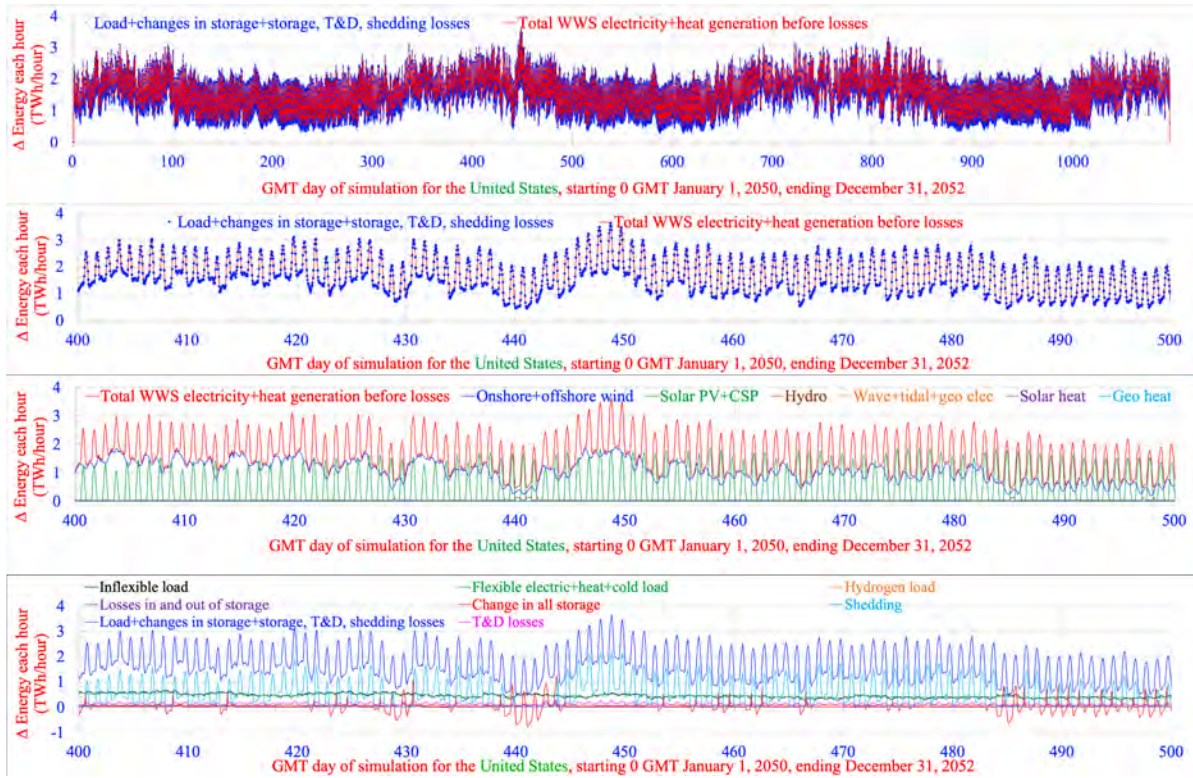 Load+changes in storage+storage, T&D, shedding losses Total WWS electricity+heat generation before losses
Δ Energy each hour
(TWh/hour)
4
3
2
1
0
0 100 200 300 400 500 600 700 800 900 1000
GMT day of simulation for the United States, starting 0 GMT January 1, 2050, ending December 31, 2052
Load+changes in storage+storage, T&D, shedding losses Total WWS electricity+heat generation before losses
Δ Energy each hour
(TWh/hour)
4
3
2
1
0
400 410 420 430 440 450 460 470 480 490 500
GMT day of simulation for the United States, starting 0 GMT January 1, 2050, ending December 31, 2052
Total WWS electricity+heat generation before losses Onshore+offshore wind Solar PV+CSP Hydro Wave+tidal+geo elec Solar heat Geo heat
Δ Energy each hour
(TWh/hour)
4
3
2
1
0
400 410 420 430 440 450 460 470 480 490 500
GMT day of simulation for the United States, starting 0 GMT January 1, 2050, ending December 31, 2052
Inflexible load Flexible electric+heat+cold load Hydrogen load
Losses in and out of storage Change in all storage Shedding
Load+changes in storage+storage, T&D, shedding losses T&D losses
Δ Energy each hour
(TWh/hour)
4
3
2
1
0
-1
400 410 420 430 440 450 460 470 480 490 500
GMT day of simulation for the United States, starting 0 GMT January 1, 2050, ending December 31, 2052